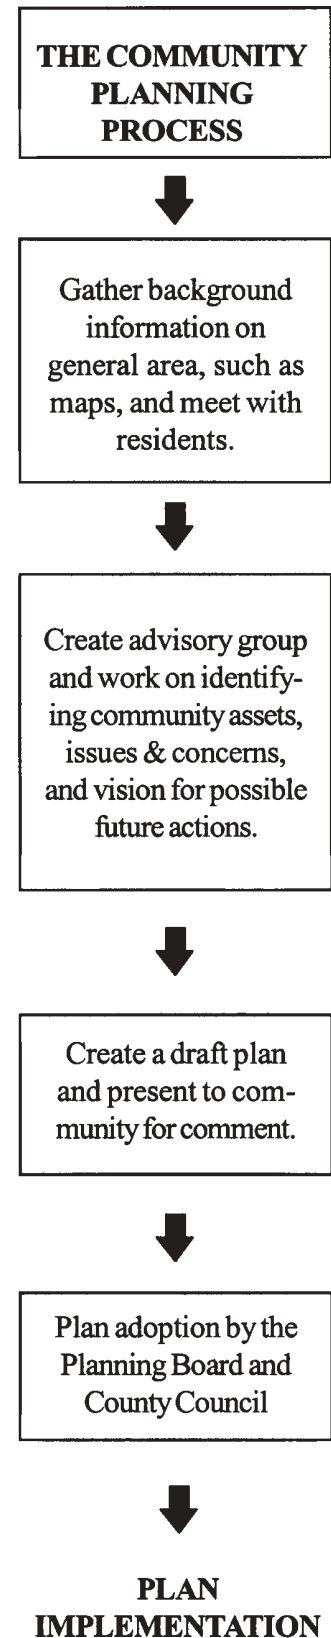 THE COMMUNITY
PLANNING
PROCESS
Gather background
information on
general area, such as
maps, and meet with
residents.
Create advisory group
and work on identify-
ing community assets,
issues & concerns,
and vision for possible
future actions.
Create a draft plan
and present to com-
munity for comment.
Plan adoption by the
Planning Board and
County Council
PLAN
IMPLEMENTATION